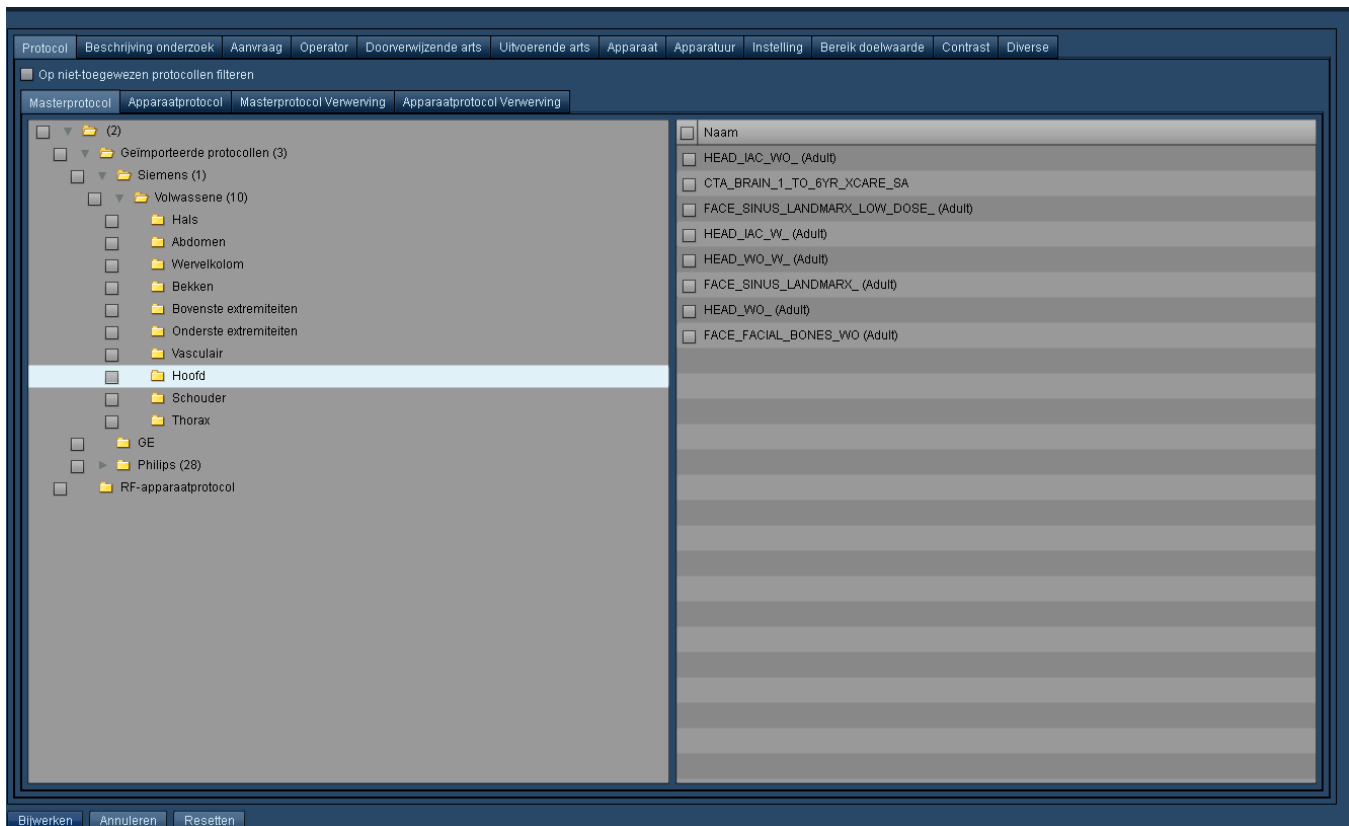 Protocol Beschrijving onderzoek Aanvraag Operator Doorverwijzende arts Uitvoerende arts Apparaat Apparatuur Instelling Bereik doelwaarde Contrast Diverse
Op niet-toegewezen protocollen filteren
Masterprotocol Apparaatprotocol Masterprotocol Verwerving Apparaatprotocol Verwerving
(2)
Geïmporteerde protocollen (3)
Siemens (1)
Volwassene (10)
Hals
Abdomen
Wervelkolom
Bekken
Bovenste extremiteiten
Onderste extremiteiten
Vasculair
Hoofd
Schouder
Thorax
GE
Philips (28)
RF-apparaatprotocol
Naam
HEAD_IAC_WO_ (Adult)
CTA_BRAIN_1_TO_6YR_XCARE_SA
FACE_SINUS_LANDMARX_LOW_DOSE_ (Adult)
HEAD_IAC_W_ (Adult)
HEAD_WO_W_ (Adult)
FACE_SINUS_LANDMARX_ (Adult)
HEAD_WO_ (Adult)
FACE_FACIAL_BONES_WO (Adult)
Bijwerken Annuleren Resetten